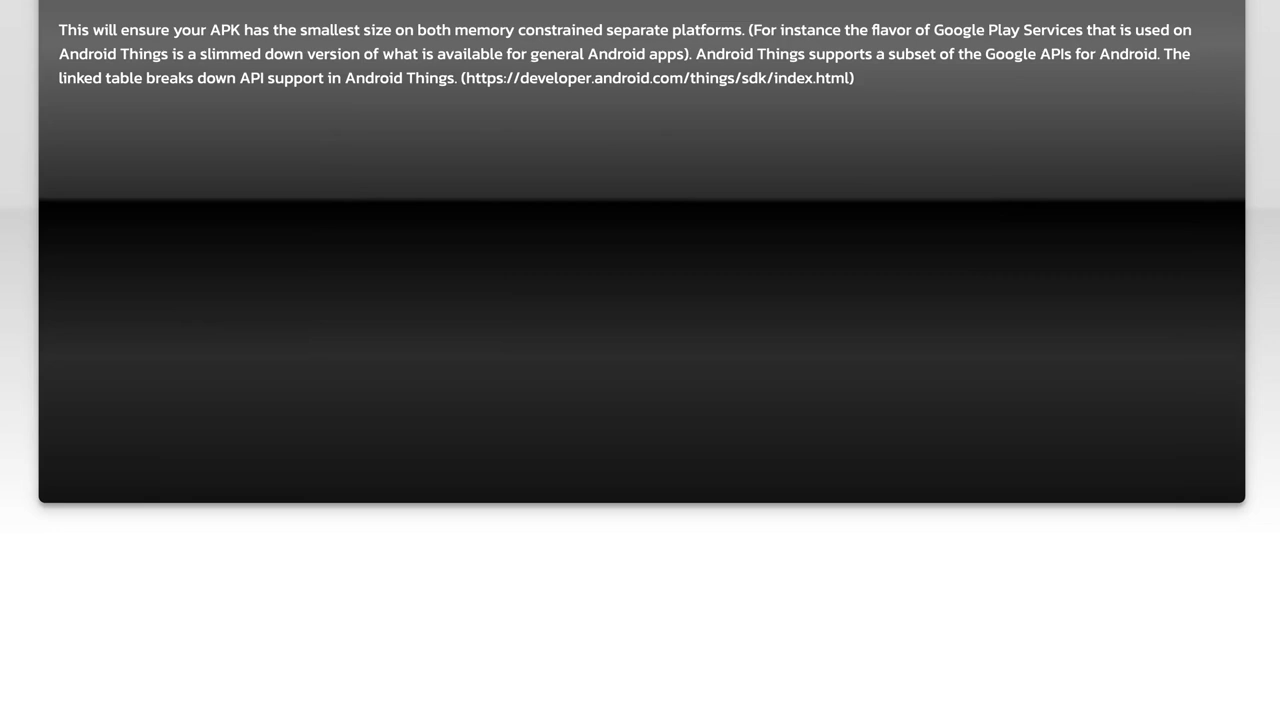 This will ensure your APK has the smallest size on both memory constrained separate platforms. (For instance the flavor of Google Play Services that is used on
Android Things is a slimmed down version of what is available for general Android apps). Android Things supports a subset of the Google APIs for Android. The
linked table breaks down API support in Android Things. (https://developer.android.com/things/sdk/index.html)